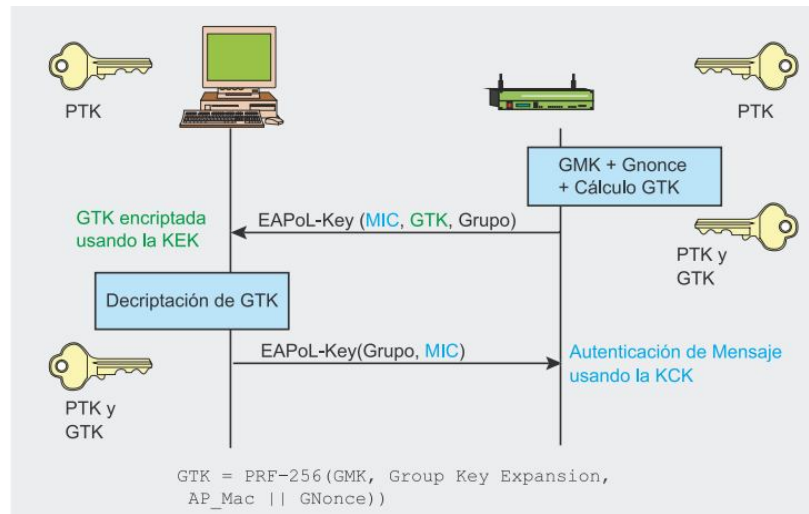 PTK
PTK
GMK + Gnonce
+ Cálculo GTK
GTK encriptada
usando la KEK
EAPoL-Key (MIC, GTK, Grupo)
PTK y
GTK
Decriptación de GTK
EAPoL-Key(Grupo, MIC)
Autenticación de Mensaje
usando la KCK
PTK y
GTK
GTK = PRF-256(GMK, Group Key Expansion,
AP_Mac || GNonce))